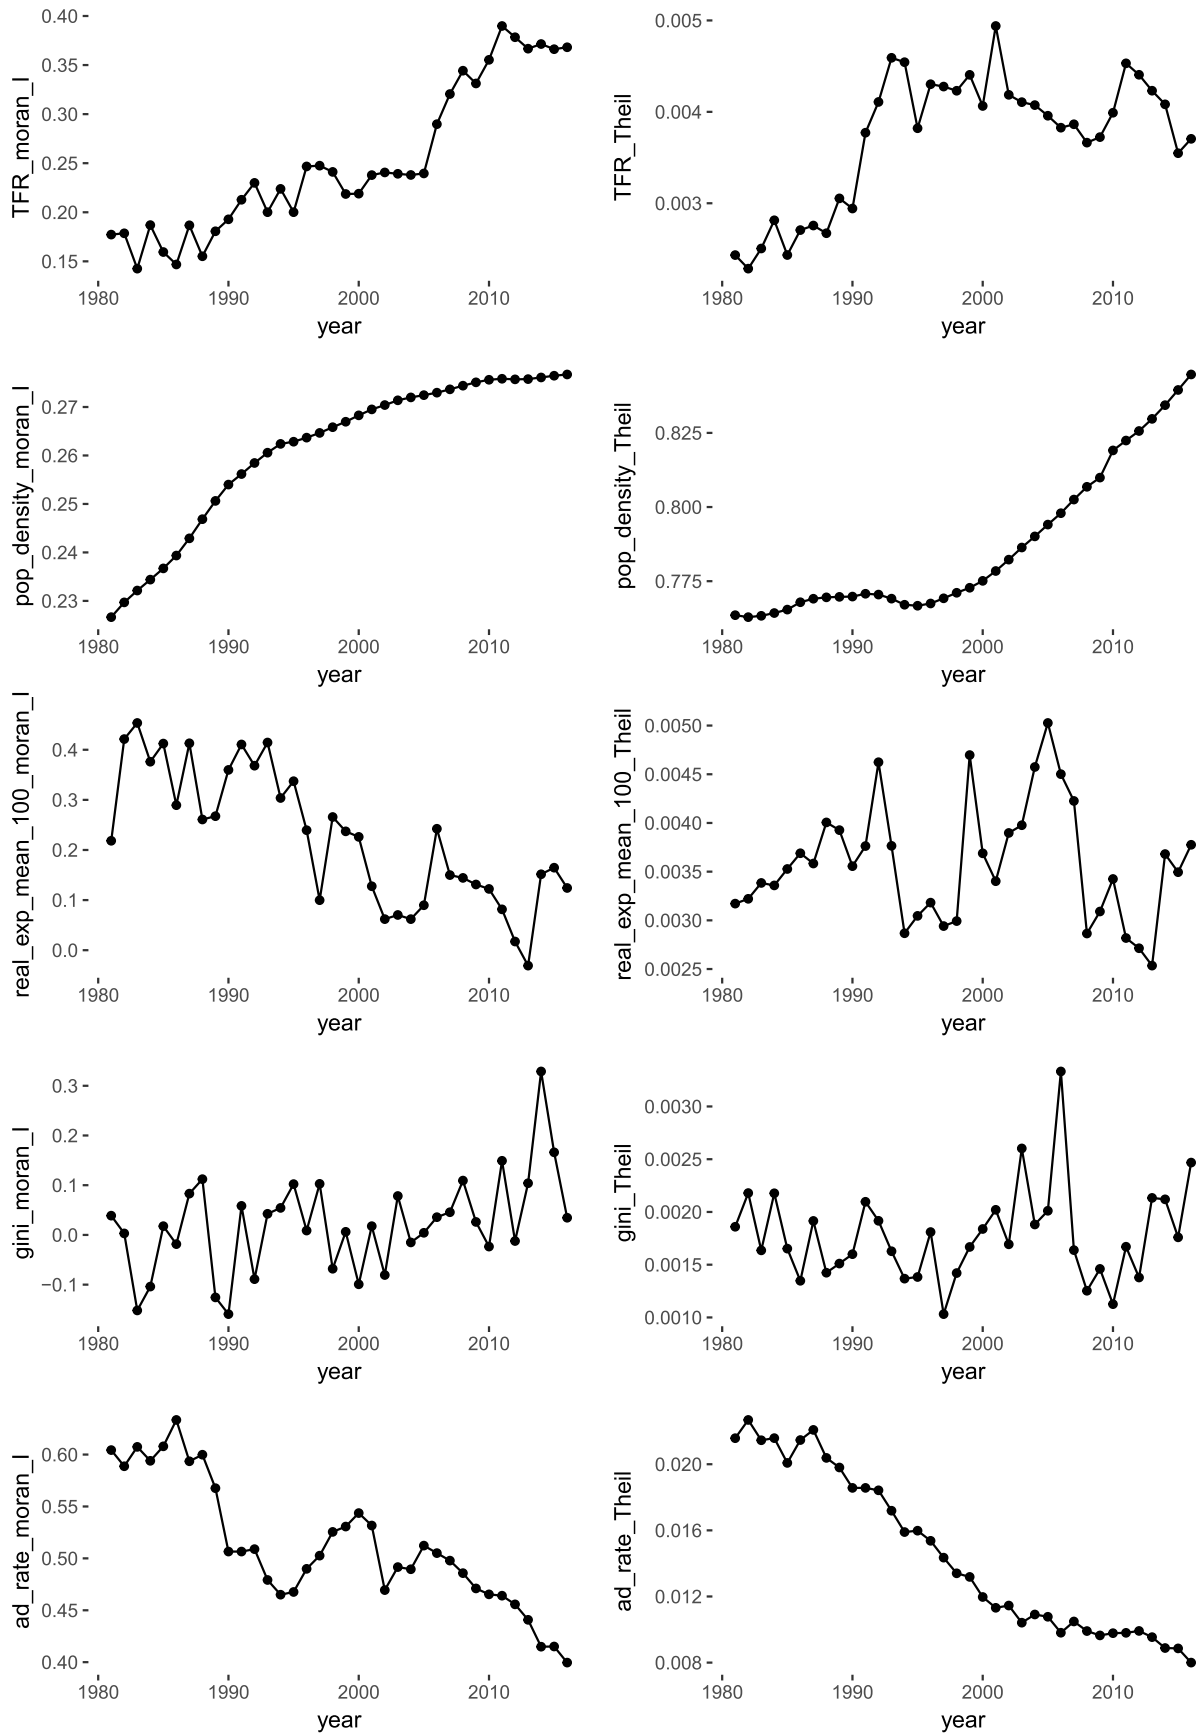 TFR_moran_I
0.40
0.35
0.30
0.25
0.20
0.15
1980 1990 2000 2010
year
TFR_Theil
0.005
0.004
0.003
1980 1990 2000 2010
year
pop_density_moran_I
0.27
0.26
0.25
0.24
0.23
1980 1990 2000 2010
year
pop_density_Theil
0.825
0.800
0.775
1980 1990 2000 2010
year
real_exp_mean_100_moran_I
0.4
0.3
0.2
0.1
0.0
1980 1990 2000 2010
year
real_exp_mean_100_Theil
0.0050
0.0045
0.0040
0.0035
0.0030
0.0025
1980 1990 2000 2010
year
gini_moran_I
0.3
0.2
0.1
0.0
−0.1
1980 1990 2000 2010
year
gini_Theil
0.0030
0.0025
0.0020
0.0015
0.0010
1980 1990 2000 2010
year
ad_rate_moran_I
0.60
0.55
0.50
0.45
0.40
1980 1990 2000 2010
year
ad_rate_Theil
0.020
0.016
0.012
0.008
1980 1990 2000 2010
year